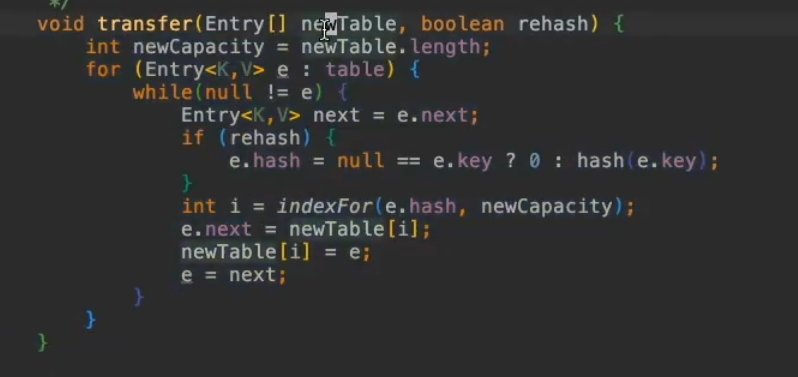 */
void transfer(Entry[] newTable, boolean rehash) {
int newCapacity = newTable.length;
for (Entry<K,V> e : table) {
while(null != e) {
Entry<K,V> next = e.next;
if (rehash) {
e.hash = null == e.key ? 0 : hash(e.key);
}
int i = indexFor(e.hash, newCapacity);
e.next = newTable[i];
newTable[i] = e;
e = next;
}
}
}